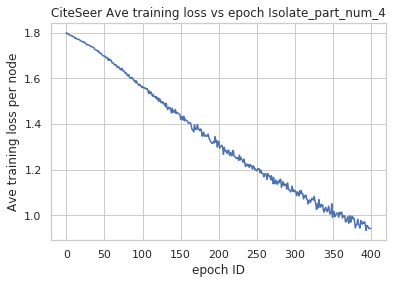 CiteSeer Ave training loss vs epoch Isolate_part_num_4
Ave training loss per node
1.8
1.6
1.4
1.2
1.0
0 50 100 150 200 250 300 350 400
epoch ID